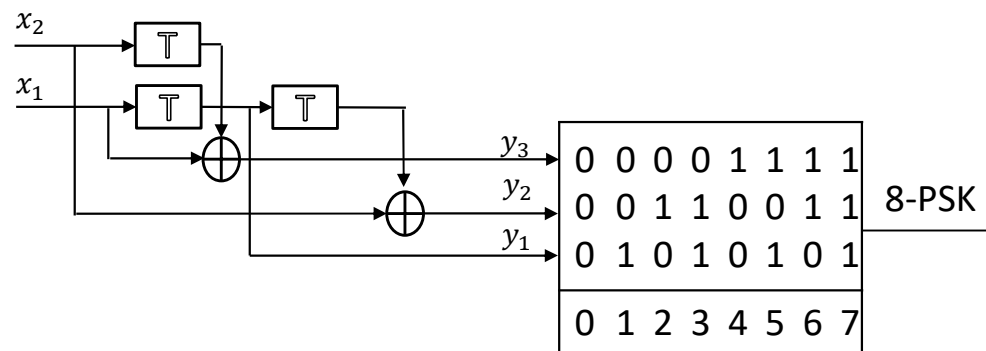 x₂
T
x₁
T
T
y₃
0 0 0 0 1 1 1 1
y₂
0 0 1 1 0 0 1 1
8-PSK
y₁
0 1 0 1 0 1 0 1
0 1 2 3 4 5 6 7